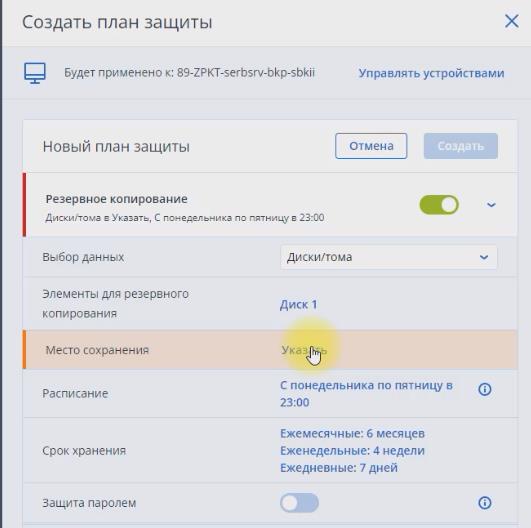 Создать план защиты
Будет применено к: 89-ZPKT-serbsrv-bkp-sbkii
Управлять устройствами
Новый план защиты
Отмена
Создать
Резервное копирование
Диски/тома в Указать, С понедельника по пятницу в 23:00
Выбор данных
Диски/тома
Элементы для резервного
копирования
Диск 1
Место сохранения
Указать
Расписание
С понедельника по пятницу в
23:00
Срок хранения
Ежемесячные: 6 месяцев
Еженедельные: 4 недели
Ежедневные: 7 дней
Защита паролем